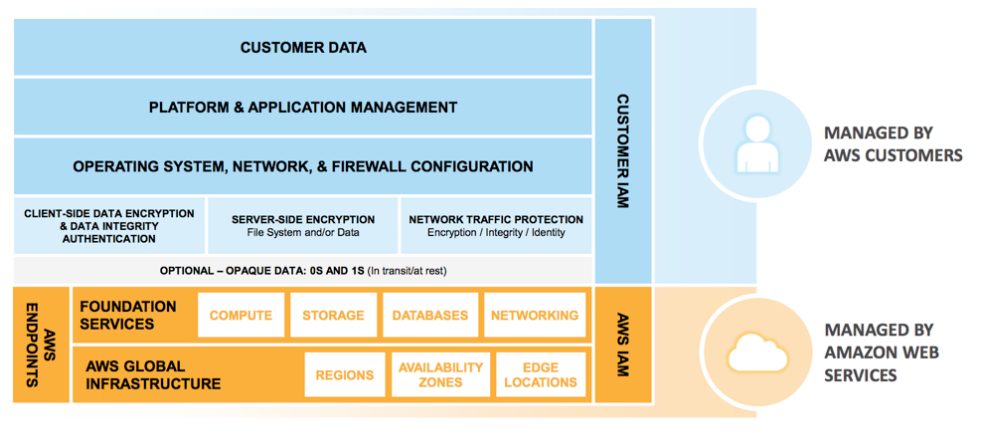 CUSTOMER DATA
PLATFORM & APPLICATION MANAGEMENT
OPERATING SYSTEM, NETWORK, & FIREWALL CONFIGURATION
CLIENT-SIDE DATA ENCRYPTION
& DATA INTEGRITY
AUTHENTICATION
SERVER-SIDE ENCRYPTION
File System and/or Data
NETWORK TRAFFIC PROTECTION
Encryption / Integrity / Identity
OPTIONAL – OPAQUE DATA: 0S AND 1S (In transit/at rest)
CUSTOMER IAM
MANAGED BY
AWS CUSTOMERS
AWS
ENDPOINTS
FOUNDATION
SERVICES
COMPUTE
STORAGE
DATABASES
NETWORKING
AWS GLOBAL
INFRASTRUCTURE
REGIONS
AVAILABILITY
ZONES
EDGE
LOCATIONS
AWS IAM
MANAGED BY
AMAZON WEB
SERVICES